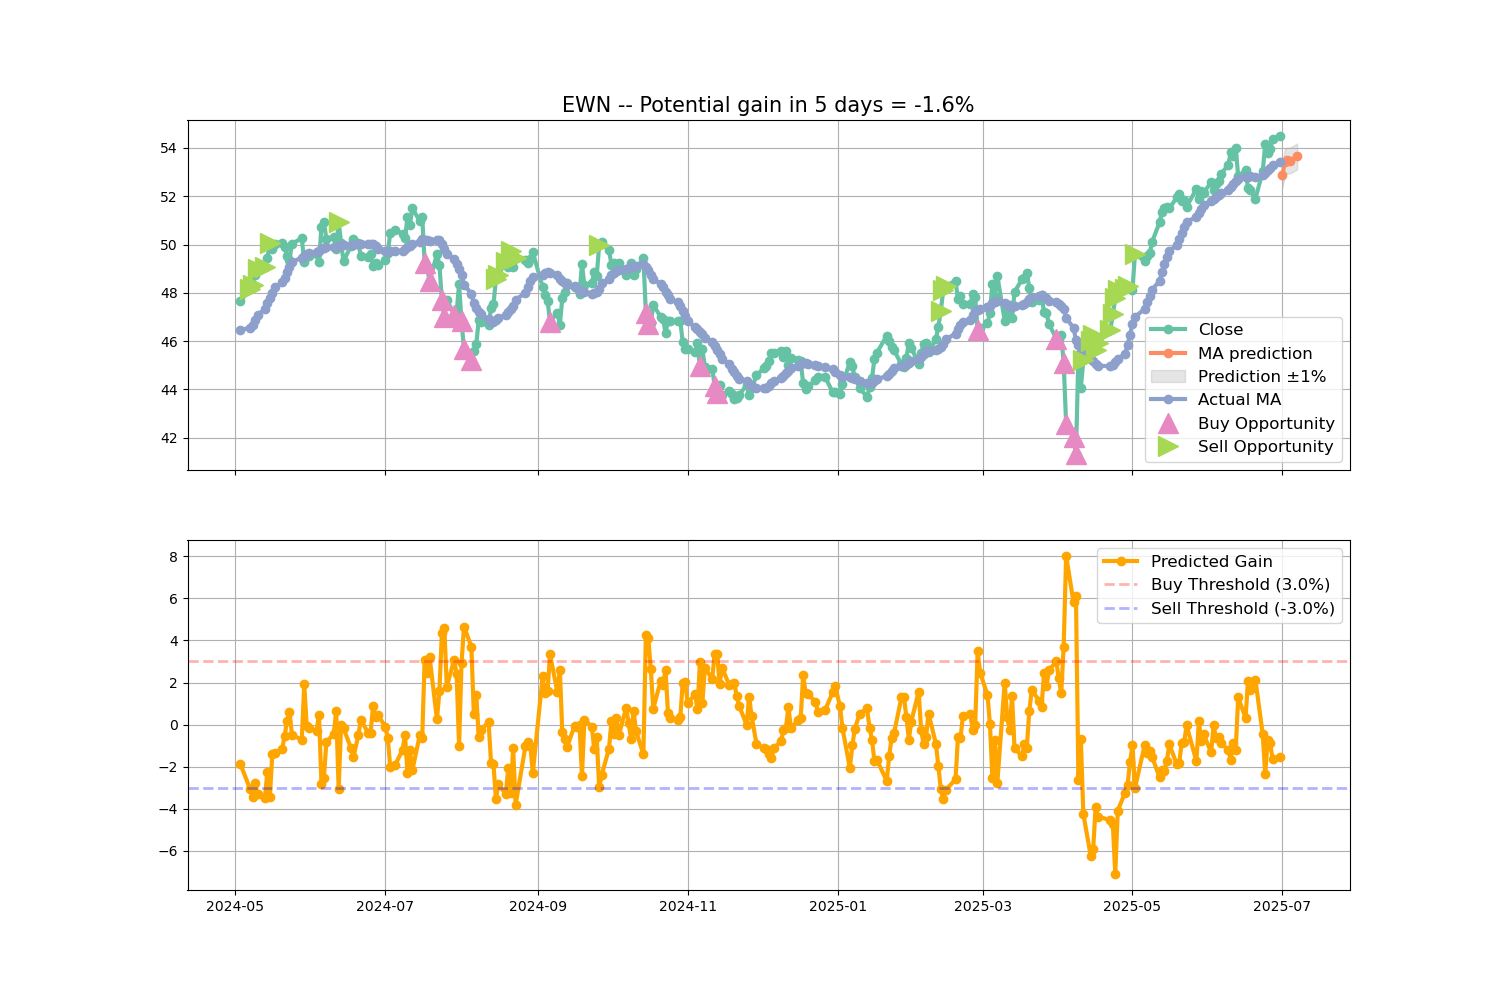 EWN -- Potential gain in 5 days = -1.6%
54
52
50
48
46
44
42
Close
MA prediction
Prediction ±1%
Actual MA
Buy Opportunity
Sell Opportunity
8
6
4
2
0
−2
−4
−6
Predicted Gain
Buy Threshold (3.0%)
Sell Threshold (-3.0%)
2024-05
2024-07
2024-09
2024-11
2025-01
2025-03
2025-05
2025-07